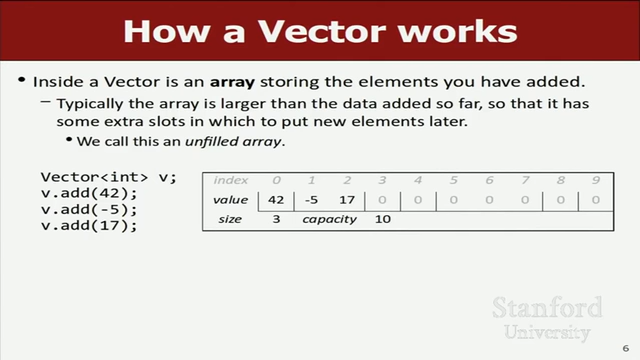 How a Vector works
• Inside a Vector is an array storing the elements you have added.
– Typically the array is larger than the data added so far, so that it has
some extra slots in which to put new elements later.
• We call this an unfilled array.
Vector<int> v;
v.add(42);
v.add(-5);
v.add(17);
index 0 1 2 3 4 5 6 7 8 9
value 42 -5 17 0 0 0 0 0 0 0
size 3 capacity 10
Stanford
University
6